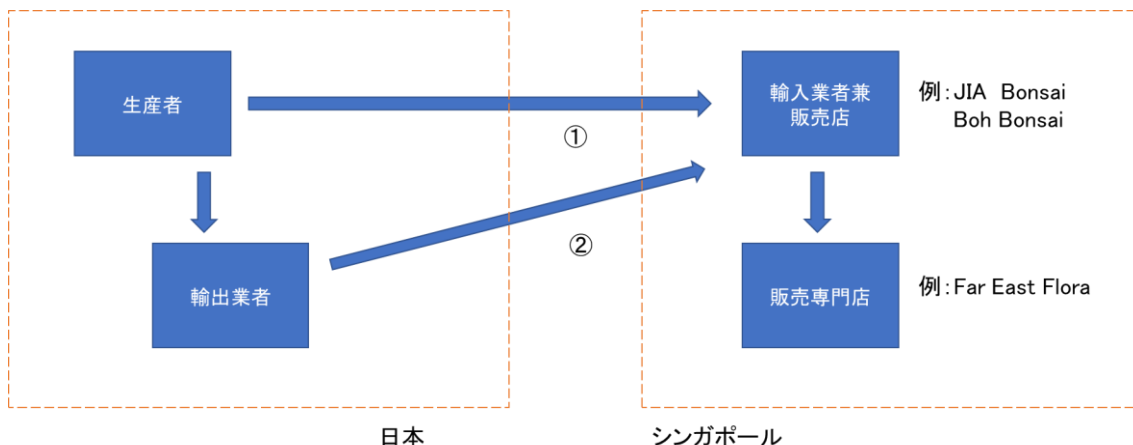 生産者
輸入業者兼
販売店
例：JIA Bonsai
Boh Bonsai
①
②
輸出業者
販売専門店
例：Far East Flora
日本
シンガポール